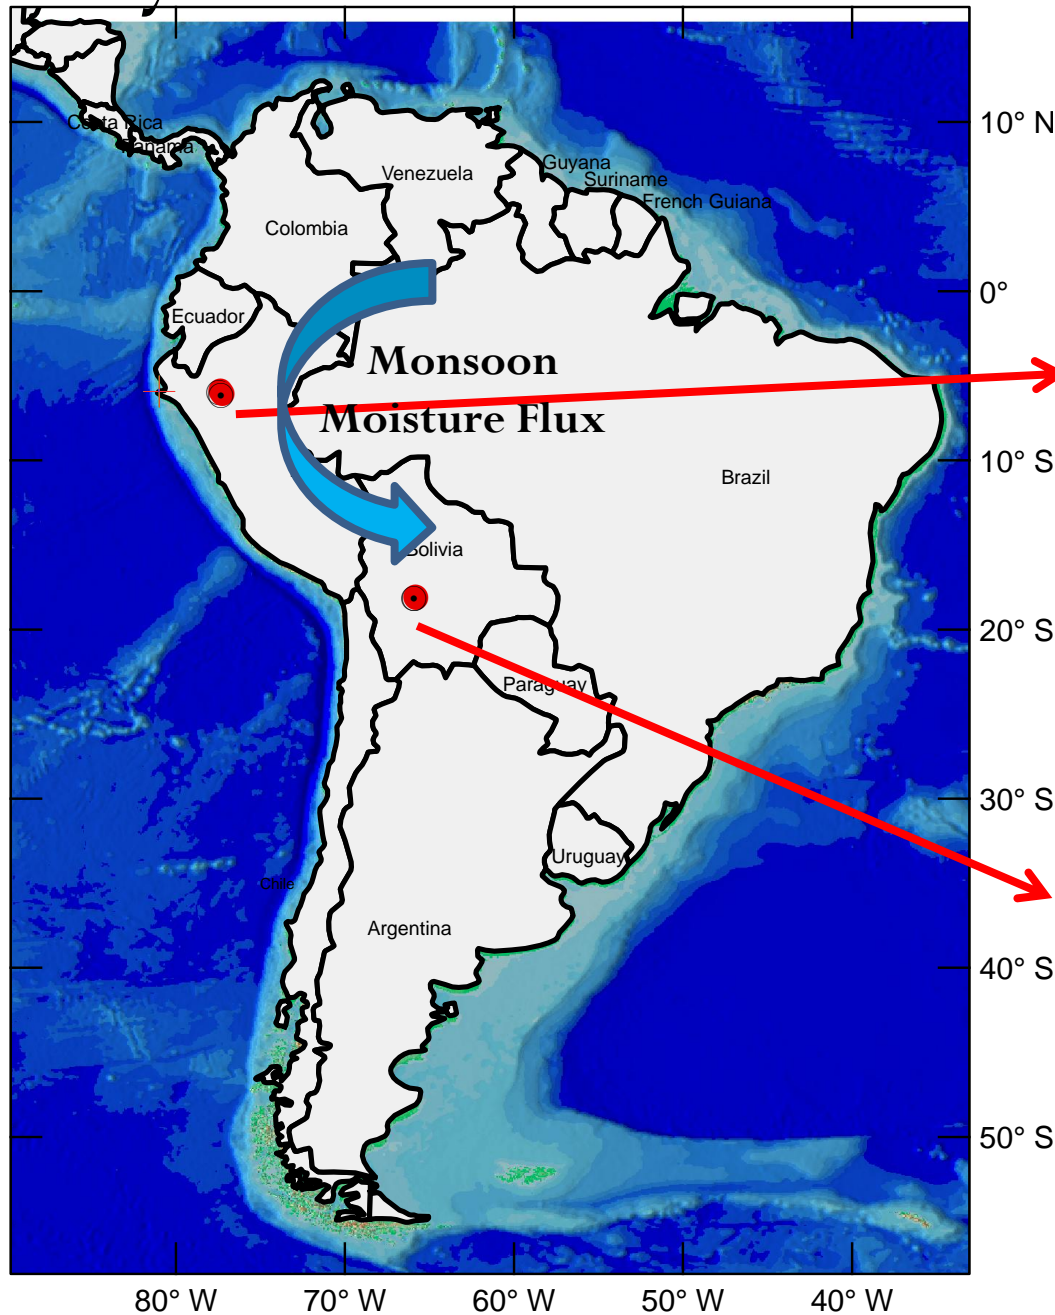 Costa Rica
10° N
Panama
Venezuela
Guyana
Suriname
French Guiana
Colombia
0°
Ecuador
Monsoon
Moisture Flux
10° S
Brazil
Bolivia
20° S
Paraguay
30° S
Uruguay
Chile
Argentina
40° S
50° S
80° W 70° W 60° W 50° W 40° W